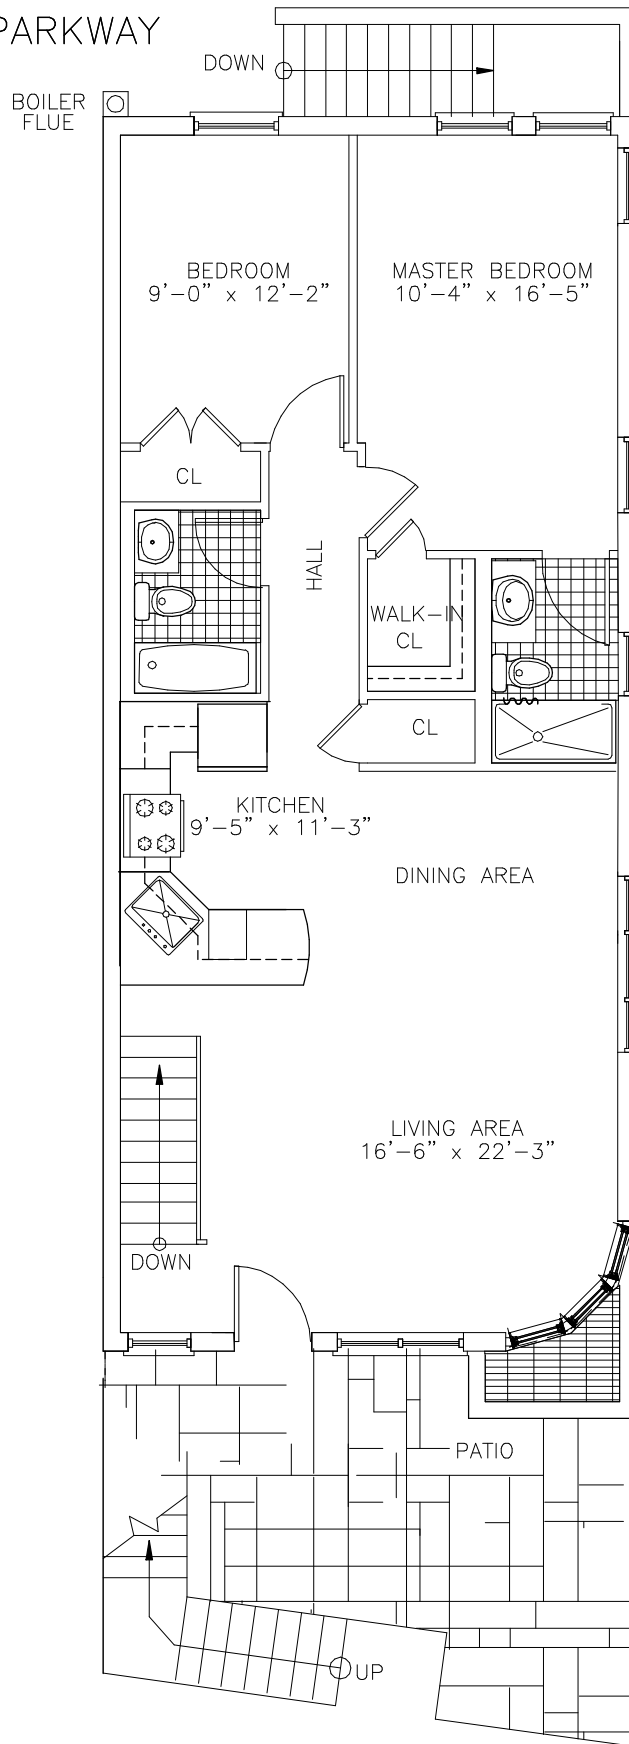 PARKWAY
DOWN
BOILER
FLUE
BEDROOM
9'-0" x 12'-2"
MASTER BEDROOM
10'-4" x 16'-5"
CL
HALL
WALK-IN
CL
CL
KITCHEN
9'-5" x 11'-3"
DINING AREA
LIVING AREA
16'-6" x 22'-3"
DOWN
PATIO
UP